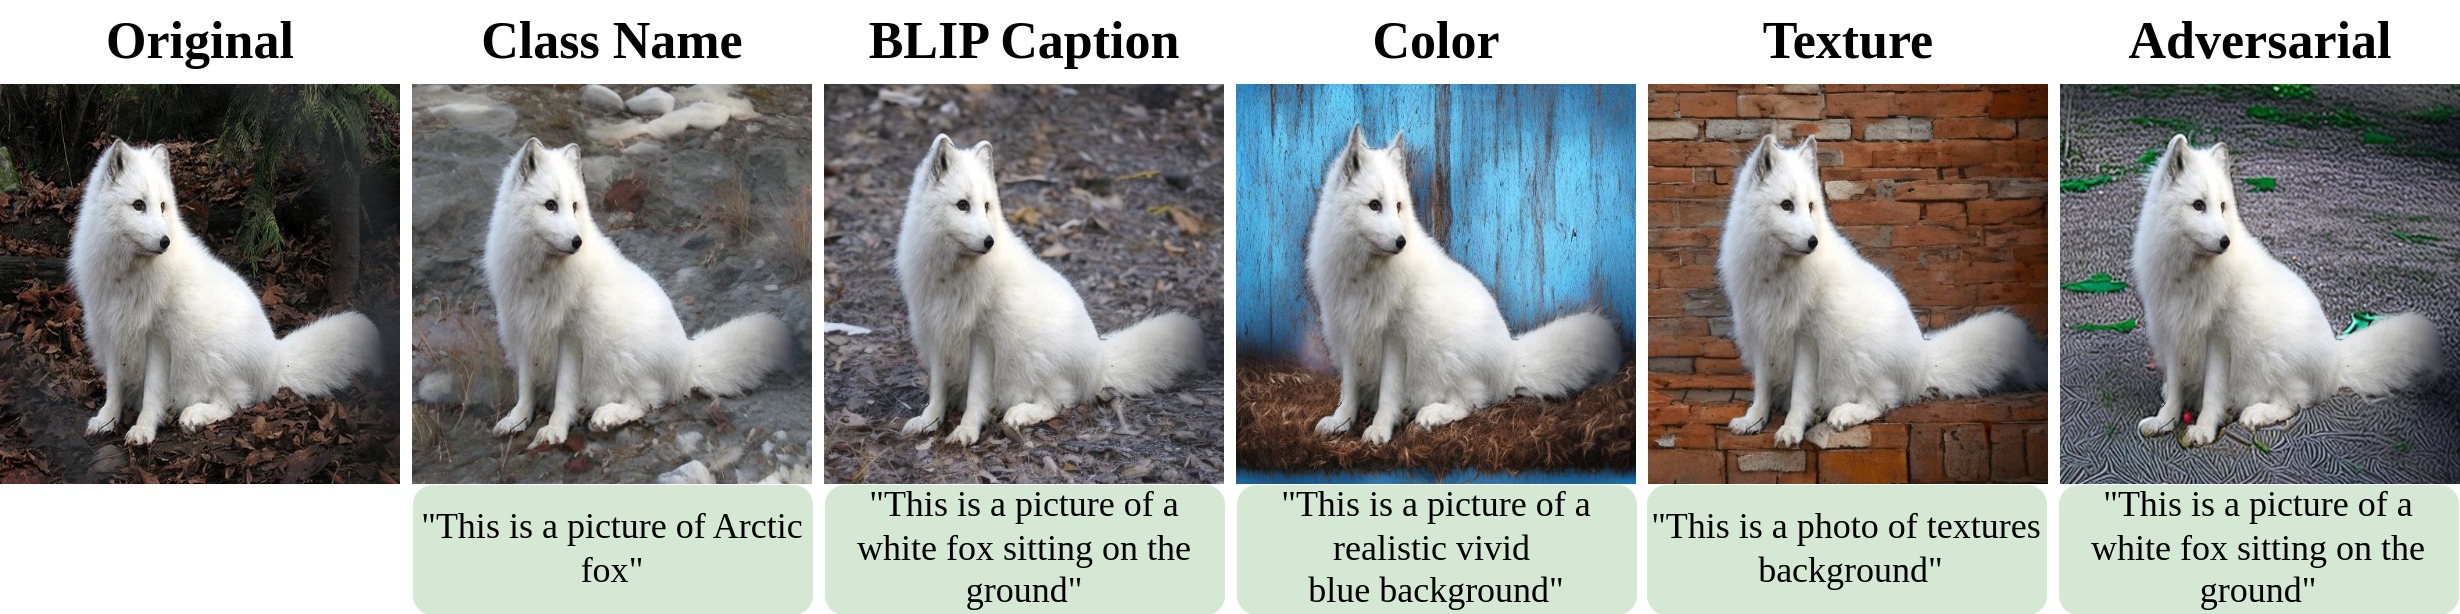 Original
Class Name
BLIP Caption
Color
Texture
Adversarial
"This is a picture of Arctic
fox"
"This is a picture of a
white fox sitting on the
ground"
"This is a picture of a
realistic vivid
blue background"
"This is a photo of textures
background"
"This is a picture of a
white fox sitting on the
ground"